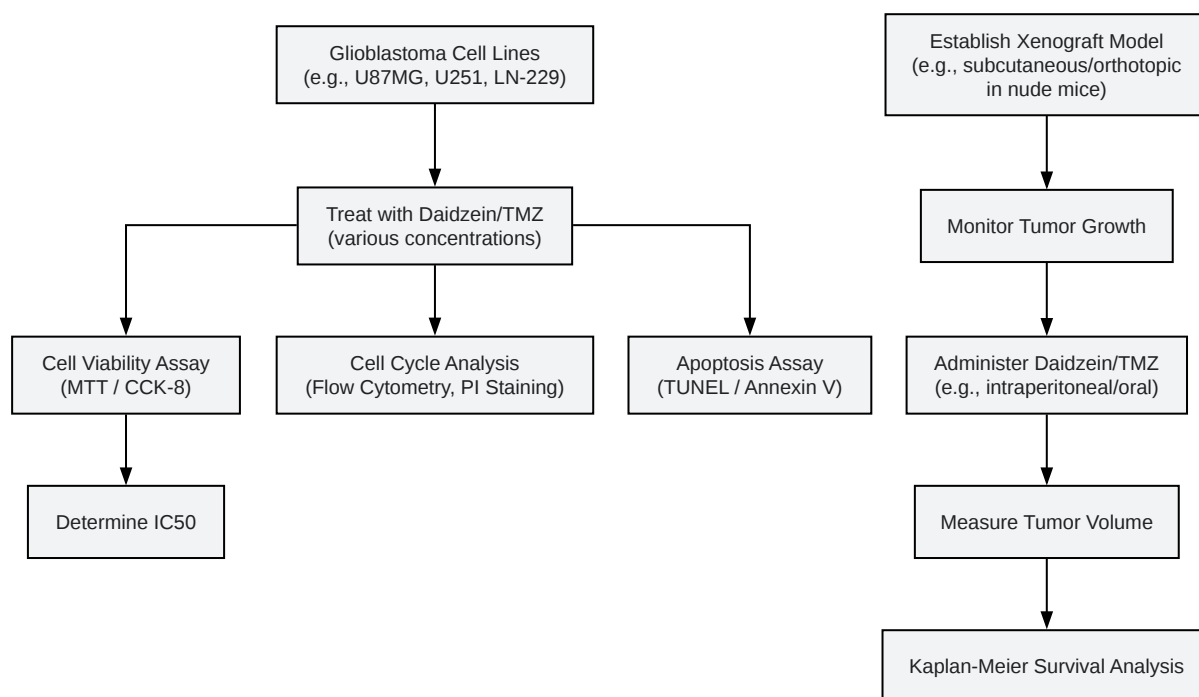 Glioblastoma Cell Lines
(e.g., U87MG, U251, LN-229)
Treat with Daidzein/TMZ
(various concentrations)
Cell Viability Assay
(MTT / CCK-8)
Cell Cycle Analysis
(Flow Cytometry, PI Staining)
Apoptosis Assay
(TUNEL / Annexin V)
Determine IC50
Establish Xenograft Model
(e.g., subcutaneous/orthotopic
in nude mice)
Monitor Tumor Growth
Administer Daidzein/TMZ
(e.g., intraperitoneal/oral)
Measure Tumor Volume
Kaplan-Meier Survival Analysis